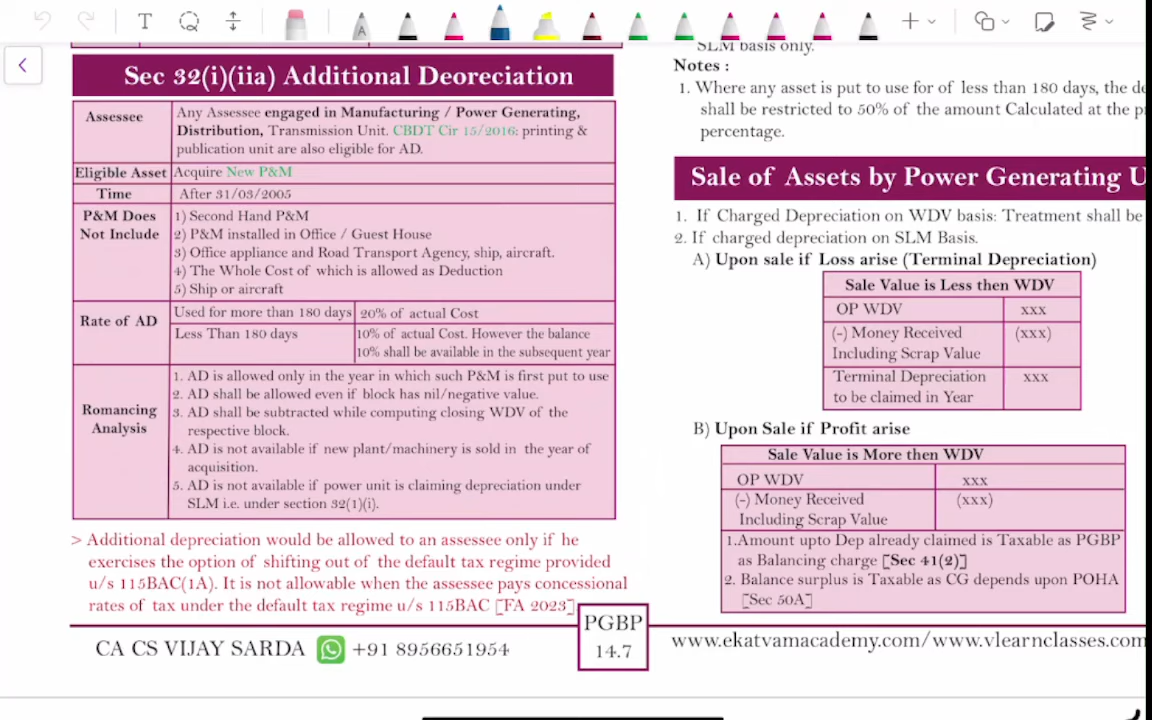 T
A
SLM basis only.
Sec 32(i)(iia) Additional Deoreciation
Assessee
Any Assessee engaged in Manufacturing / Power Generating,
Distribution, Transmission Unit. CBDT Cir 15/2016: printing &
publication unit are also eligible for AD.
Eligible Asset
Acquire New P&M
Time
After 31/03/2005
P&M Does
Not Include
1) Second Hand P&M
2) P&M installed in Office / Guest House
3) Office appliance and Road Transport Agency, ship, aircraft.
4) The Whole Cost of which is allowed as Deduction
5) Ship or aircraft
Rate of AD
Used for more than 180 days
20% of actual Cost
Less Than 180 days
10% of actual Cost. However the balance
10% shall be available in the subsequent year
Romancing
Analysis
1. AD is allowed only in the year in which such P&M is first put to use
2. AD shall be allowed even if block has nil/negative value.
3. AD shall be subtracted while computing closing WDV of the
respective block.
4. AD is not available if new plant/machinery is sold in the year of
acquisition.
5. AD is not available if power unit is claiming depreciation under
SLM i.e. under section 32(1)(i).
> Additional depreciation would be allowed to an assessee only if he
exercises the option of shifting out of the default tax regime provided
u/s 115BAC(1A). It is not allowable when the assessee pays concessional
rates of tax under the default tax regime u/s 115BAC [FA 2023]
Notes :
1. Where any asset is put to use for of less than 180 days, the de
shall be restricted to 50% of the amount Calculated at the p
percentage.
Sale of Assets by Power Generating U
1. If Charged Depreciation on WDV basis: Treatment shall be
2. If charged depreciation on SLM Basis.
A) Upon sale if Loss arise (Terminal Depreciation)
Sale Value is Less then WDV
OP WDV xxx
(-) Money Received (xxx)
Including Scrap Value
Terminal Depreciation xxx
to be claimed in Year
B) Upon Sale if Profit arise
Sale Value is More then WDV
OP WDV xxx
(-) Money Received (xxx)
Including Scrap Value
1.Amount upto Dep already claimed is Taxable as PGBP
as Balancing charge [Sec 41(2)]
2. Balance surplus is Taxable as CG depends upon POHA
[Sec 50A]
CA CS VIJAY SARDA +91 8956651954
PGBP
14.7
www.ekatvamacademy.com/www.vlearnclasses.com